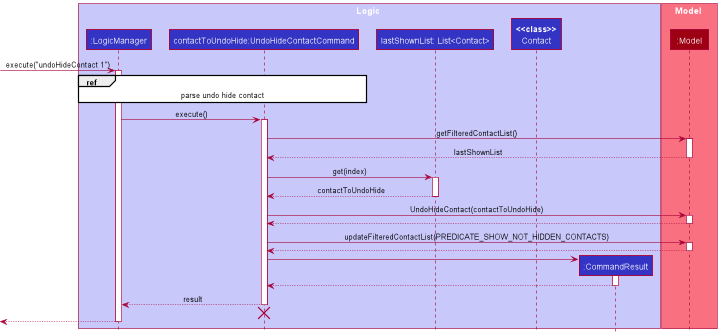 Logic
Model
:LogicManager
contactToUndoHide:UndoHideContactCommand
lastShownList: List<Contact>
<<class>>
Contact
:Model
execute("undoHideContact 1")
ref
parse undo hide contact
execute()
getFilteredContactList()
lastShownList
get(index)
contactToUndoHide
UndoHideContact(contactToUndoHide)
updateFilteredContactList(PREDICATE_SHOW_NOT_HIDDEN_CONTACTS)
:CommandResult
result